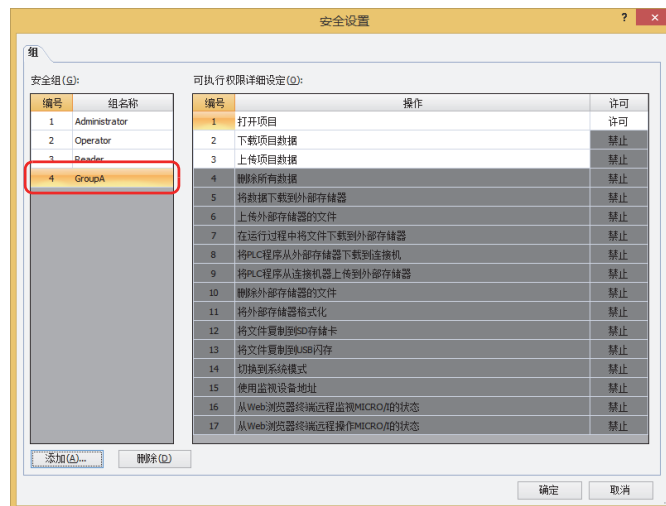 安全设置
? ×
组
安全组(G):
可执行权限详细设定(O):
编号 组名称
1 Administrator
2 Operator
3 Reader
4 GroupA
编号 操作 许可
1 打开项目 许可
2 下载项目数据 禁止
3 上传项目数据 禁止
4 删除所有数据 禁止
5 将数据下载到外部存储器 禁止
6 上传外部存储器的文件 禁止
7 在运行过程中将文件下载到外部存储器 禁止
8 将PLC程序从外部存储器下载到连接机 禁止
9 将PLC程序从连接机器上传到外部存储器 禁止
10 删除外部存储器的文件 禁止
11 将外部存储器格式化 禁止
12 将文件复制到SD存储卡 禁止
13 将文件复制到USB闪存 禁止
14 切换到系统模式 禁止
15 使用监视设备地址 禁止
16 从Web浏览器终端远程监视MICRO/I的状态 禁止
17 从Web浏览器终端远程操作MICRO/I的状态 禁止
添加(A)... 删除(D)
确定 取消